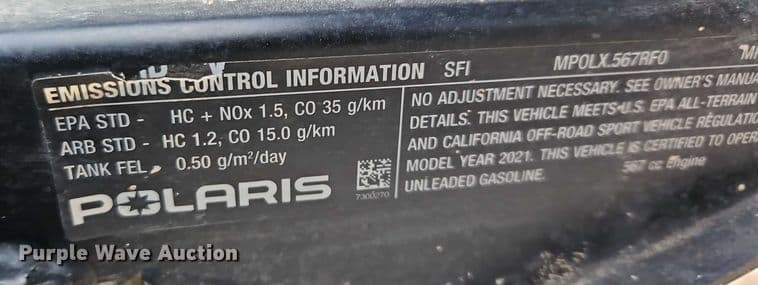 EMISSIONS CONTROL INFORMATION SFI MPOLX.567RF0
EPA STD - HC + NOx 1.5, CO 35 g/km
ARB STD - HC 1.2, CO 15.0 g/km
TANK FEL 0.50 g/m²/day
POLARIS
7300270
NO ADJUSTMENT NECESSARY. SEE OWNER'S MANUA
DETAILS. THIS VEHICLE MEETS U.S. EPA ALL-TERRAIN
AND CALIFORNIA OFF-ROAD SPORT VEHICLE REGULATIO
MODEL YEAR 2021. THIS VEHICLE IS CERTIFIED TO OPER
UNLEADED GASOLINE. 567 cc Engine
Purple Wave Auction